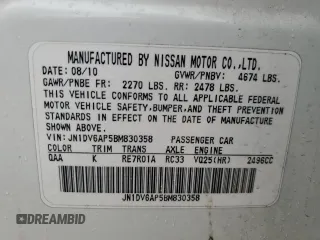 MANUFACTURED BY NISSAN MOTOR CO.,LTD.
DATE: 08/10 GVWR/PNBV: 4674 LBS.
GAWR/PNBE FR: 2270 LBS. RR: 2478 LBS.
THIS VEHICLE CONFORMS TO ALL APPLICABLE FEDERAL
MOTOR VEHICLE SAFETY,BUMPER,AND THEFT PREVENTION
STANDARDS IN EFFECT ON THE DATE OF MANUFACTURE
SHOWN ABOVE.
VEHICLE : JN1DV6AP5BM830358 PASSENGER CAR
COLOR TRIM TRANS AXLE ENGINE
QAA K RE7R01A RC33 VQ25(HR) 2496CC
JN1DV6AP5BM830358
© AutoBidMaster